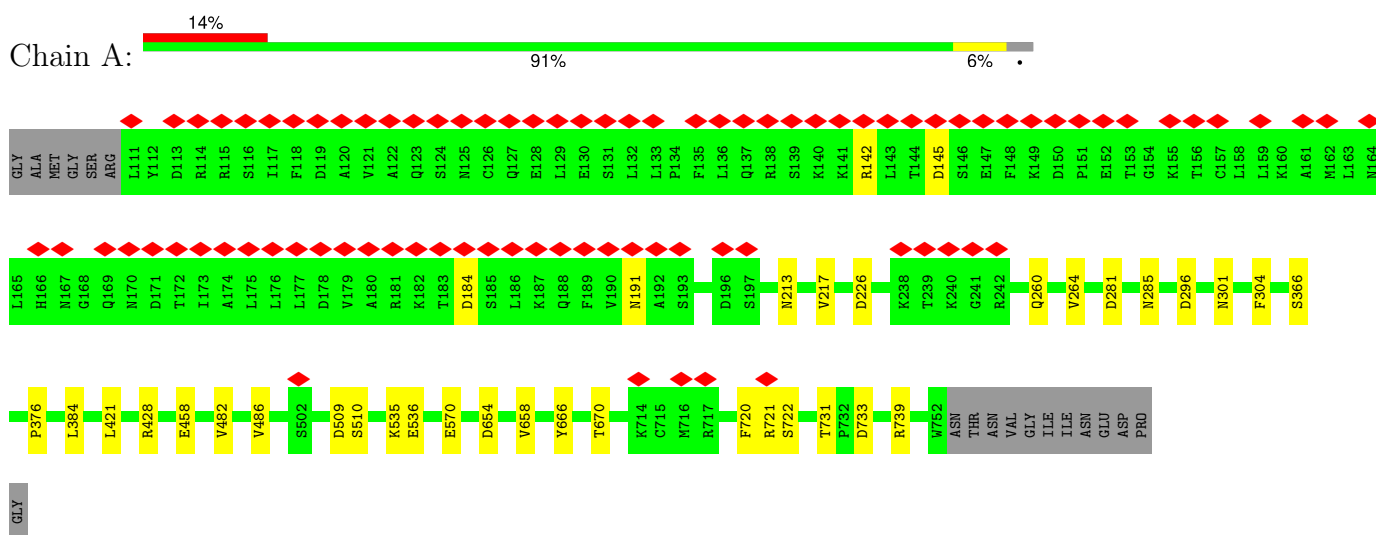 14%
Chain A:
91% 6% •
GLY ALA MET GLY SER ARG L111 Y112 D113 R114 R115 S116 I117 F118 D119 A120 V121 A122 Q123 S124 N125 C126 Q127 E128 L129 E130 S131 L132 L133 P134 F135 L136 Q137 R138 S139 K140 K141 R142 L143 T144 D145 S146 E147 F148 K149 D150 P151 E152 T153 G154 K155 T156 C157 L158 L159 K160 A161 M162 L163 N164
L165 H166 N167 G168 Q169 N170 D171 T172 I173 A174 L175 L176 L177 D178 V179 A180 R181 K182 T183 D184 S185 L186 K187 Q188 F189 V190 N191 A192 S193 D196 S197 N213 V217 D226 K238 T239 K240 G241 R242 Q260 V264 D281 N285 D296 N301 F304 S366
P376 L384 L421 R428 E458 V482 V486 S502 D509 S510 K535 E536 E570 D654 V658 Y666 T670 K714 C715 M716 R717 F720 R721 S722 T731 P732 D733 R739 W752 ASN THR ASN VAL GLY ILE ILE ASN GLU ASP PRO
GLY